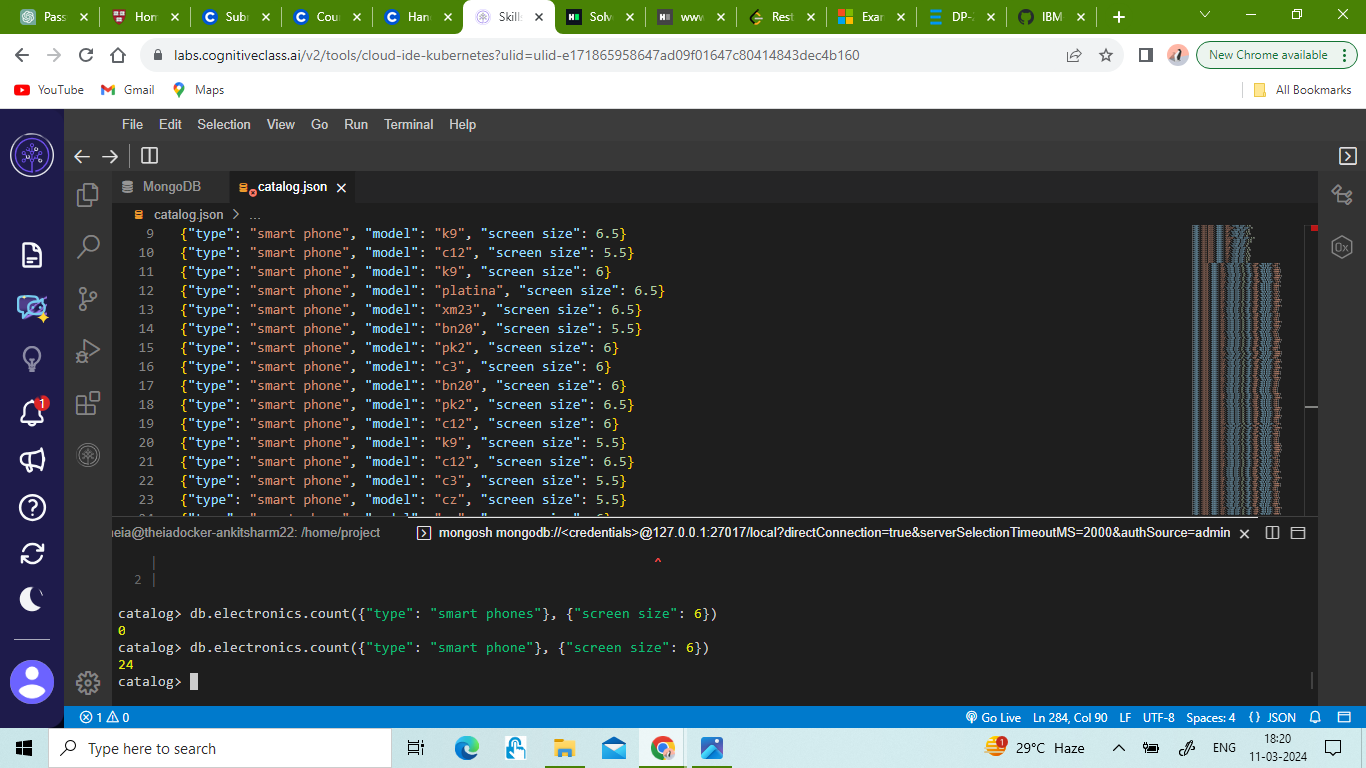 Pass
Hom
Subm
Cour
Hand
Skills
Solv
www
Rest
Exar
DP-
IBM
labs.cognitiveclass.ai/v2/tools/cloud-ide-kubernetes?ulid=ulid-e171865958647ad09f01647c80414843dec4b160
New Chrome available
YouTube
Gmail
Maps
All Bookmarks
File Edit Selection View Go Run Terminal Help
MongoDB
catalog.json
catalog.json > ...
9 {"type": "smart phone", "model": "k9", "screen size": 6.5}
10 {"type": "smart phone", "model": "c12", "screen size": 5.5}
11 {"type": "smart phone", "model": "k9", "screen size": 6}
12 {"type": "smart phone", "model": "platina", "screen size": 6.5}
13 {"type": "smart phone", "model": "xm23", "screen size": 6.5}
14 {"type": "smart phone", "model": "bn20", "screen size": 5.5}
15 {"type": "smart phone", "model": "pk2", "screen size": 6}
16 {"type": "smart phone", "model": "c3", "screen size": 6}
17 {"type": "smart phone", "model": "bn20", "screen size": 6}
18 {"type": "smart phone", "model": "pk2", "screen size": 6.5}
19 {"type": "smart phone", "model": "c12", "screen size": 6}
20 {"type": "smart phone", "model": "k9", "screen size": 5.5}
21 {"type": "smart phone", "model": "c12", "screen size": 6.5}
22 {"type": "smart phone", "model": "c3", "screen size": 5.5}
23 {"type": "smart phone", "model": "cz", "screen size": 5.5}
heia@theiadocker-ankitsharm22: /home/project
mongosh mongodb://<credentials>@127.0.0.1:27017/local?directConnection=true&serverSelectionTimeoutMS=2000&authSource=admin
| ^
2 |
catalog> db.electronics.count({"type": "smart phones"}, {"screen size": 6})
0
catalog> db.electronics.count({"type": "smart phone"}, {"screen size": 6})
24
catalog>
1 0
Go Live Ln 284, Col 90 LF UTF-8 Spaces: 4 {} JSON
Type here to search
29°C Haze
ENG
18:20
11-03-2024